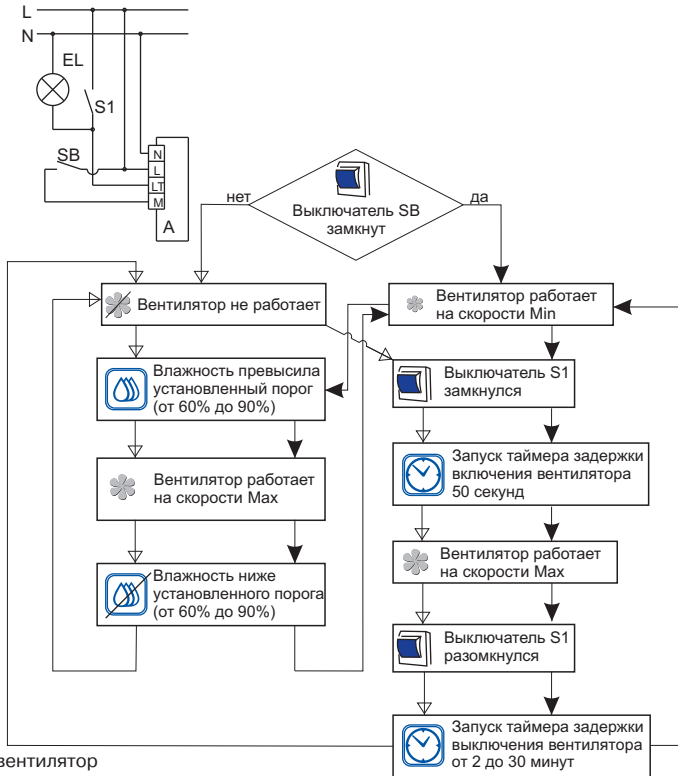 L
N
EL
S1
SB
N
L
LT
M
A
нет
да
Выключатель SB
замкнут
Вентилятор не работает
Вентилятор работает
на скорости Min
Влажность превысила
установленный порог
(от 60% до 90%)
Выключатель S1
замкнулся
Вентилятор работает
на скорости Max
Запуск таймера задержки
включения вентилятора
50 секунд
Вентилятор работает
на скорости Max
Влажность ниже
установленного порога
(от 60% до 90%)
Выключатель S1
разомкнулся
Запуск таймера задержки
выключения вентилятора
от 2 до 30 минут
вентилятор